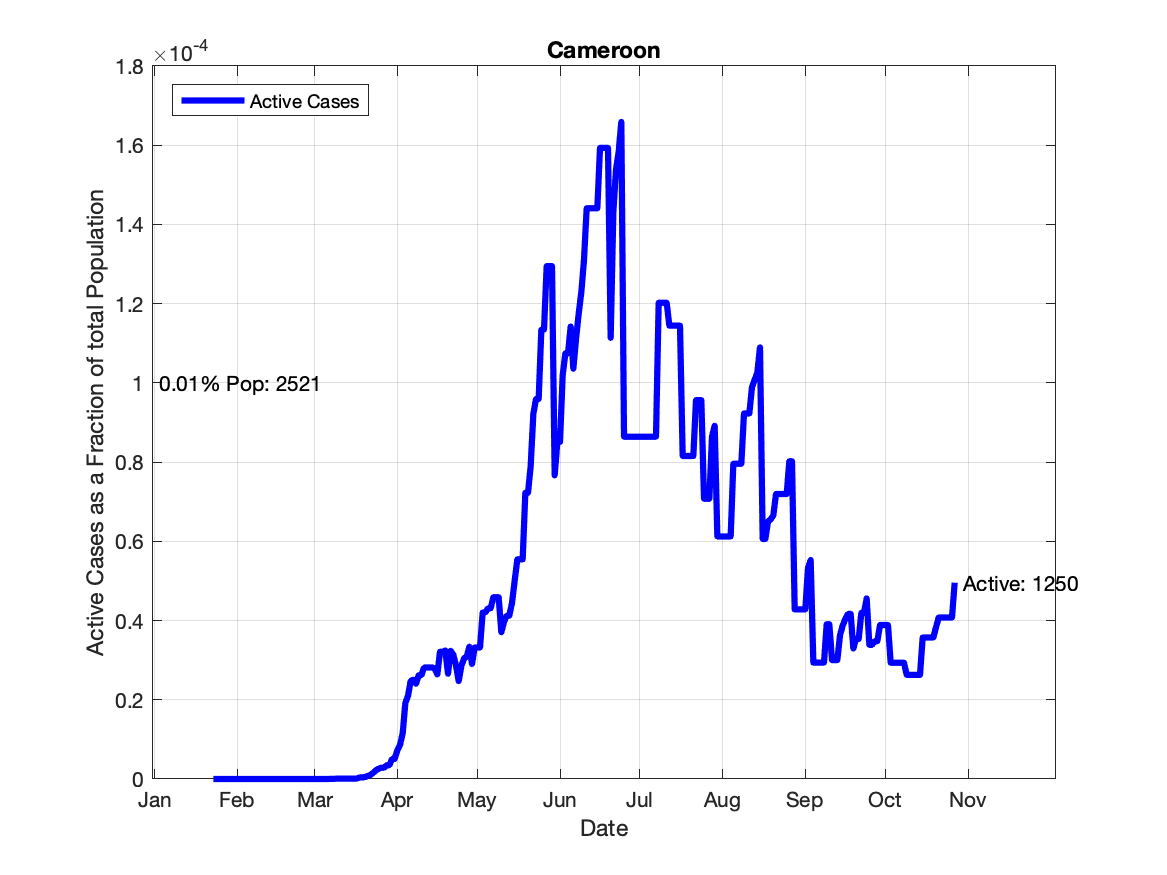 Cameroon
×10-4
Active Cases
1.8
1.6
1.4
1.2
1
0.8
0.6
0.4
0.2
0
0.01% Pop: 2521
Active: 1250
Active Cases as a Fraction of total Population
Jan Feb Mar Apr May Jun Jul Aug Sep Oct Nov
Date